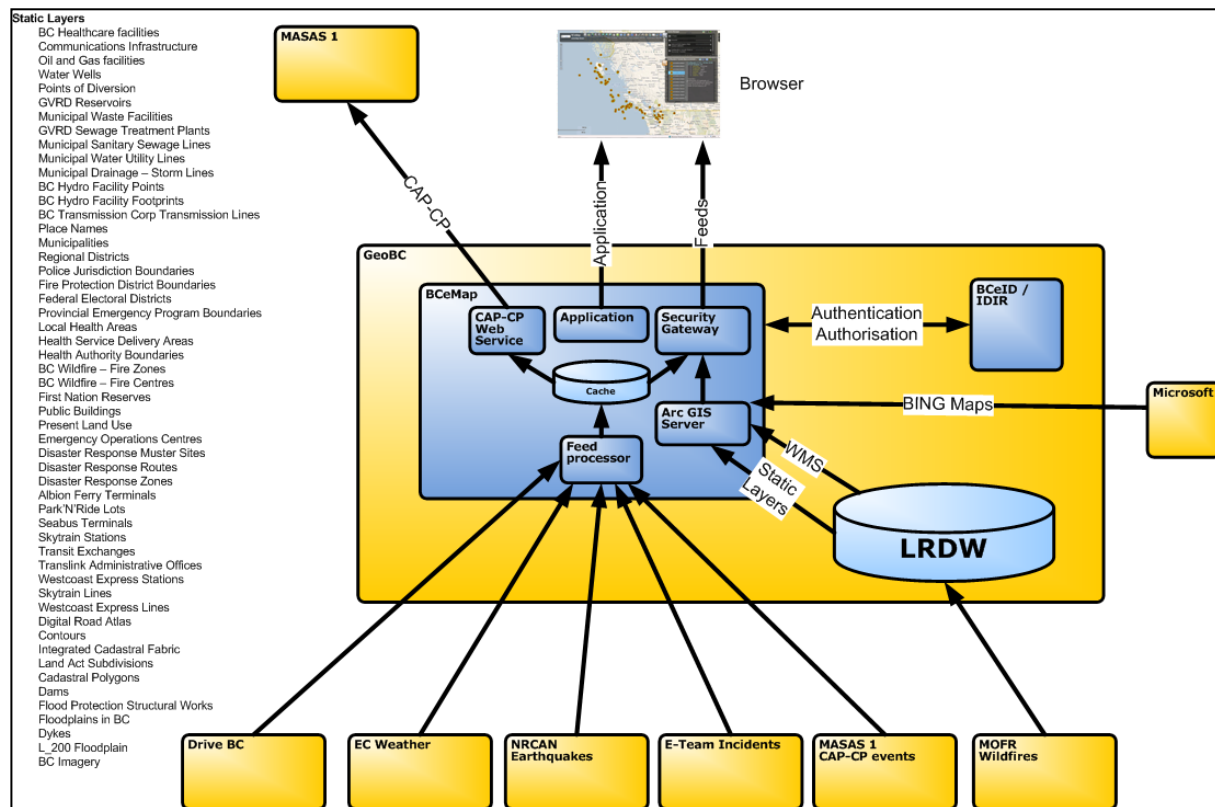 Static Layers
BC Healthcare facilities
Communications Infrastructure
Oil and Gas facilities
Water Wells
Points of Diversion
GVRD Reservoirs
Municipal Waste Facilities
GVRD Sewage Treatment Plants
Municipal Sanitary Sewage Lines
Municipal Water Utility Lines
Municipal Drainage – Storm Lines
BC Hydro Facility Points
BC Hydro Facility Footprints
BC Transmission Corp Transmission Lines
Place Names
Municipalities
Regional Districts
Police Jurisdiction Boundaries
Fire Protection District Boundaries
Federal Electoral Districts
Provincial Emergency Program Boundaries
Local Health Areas
Health Service Delivery Areas
Health Authority Boundaries
BC Wildfire – Fire Zones
BC Wildfire – Fire Centres
First Nation Reserves
Public Buildings
Present Land Use
Emergency Operations Centres
Disaster Response Muster Sites
Disaster Response Routes
Disaster Response Zones
Albion Ferry Terminals
Park'N'Ride Lots
Seabus Terminals
Skytrain Stations
Transit Exchanges
Translink Administrative Offices
Westcoast Express Stations
Skytrain Lines
Westcoast Express Lines
Digital Road Atlas
Contours
Integrated Cadastral Fabric
Land Act Subdivisions
Cadastral Polygons
Dams
Flood Protection Structural Works
Floodplains in BC
Dykes
L_200 Floodplain
BC Imagery
MASAS 1
Browser
CAP-CP
Application
Feeds
GeoBC
BCeMap
CAP-CP
Web
Service
Application
Security
Gateway
Cache
Arc GIS
Server
Feed
processor
Authentication
Authorisation
BCeID /
IDIR
BING Maps
Microsoft
WMS
Static
Layers
LRDW
Drive BC
EC Weather
NRCAN
Earthquakes
E-Team Incidents
MASAS 1
CAP-CP events
MOFR
Wildfires